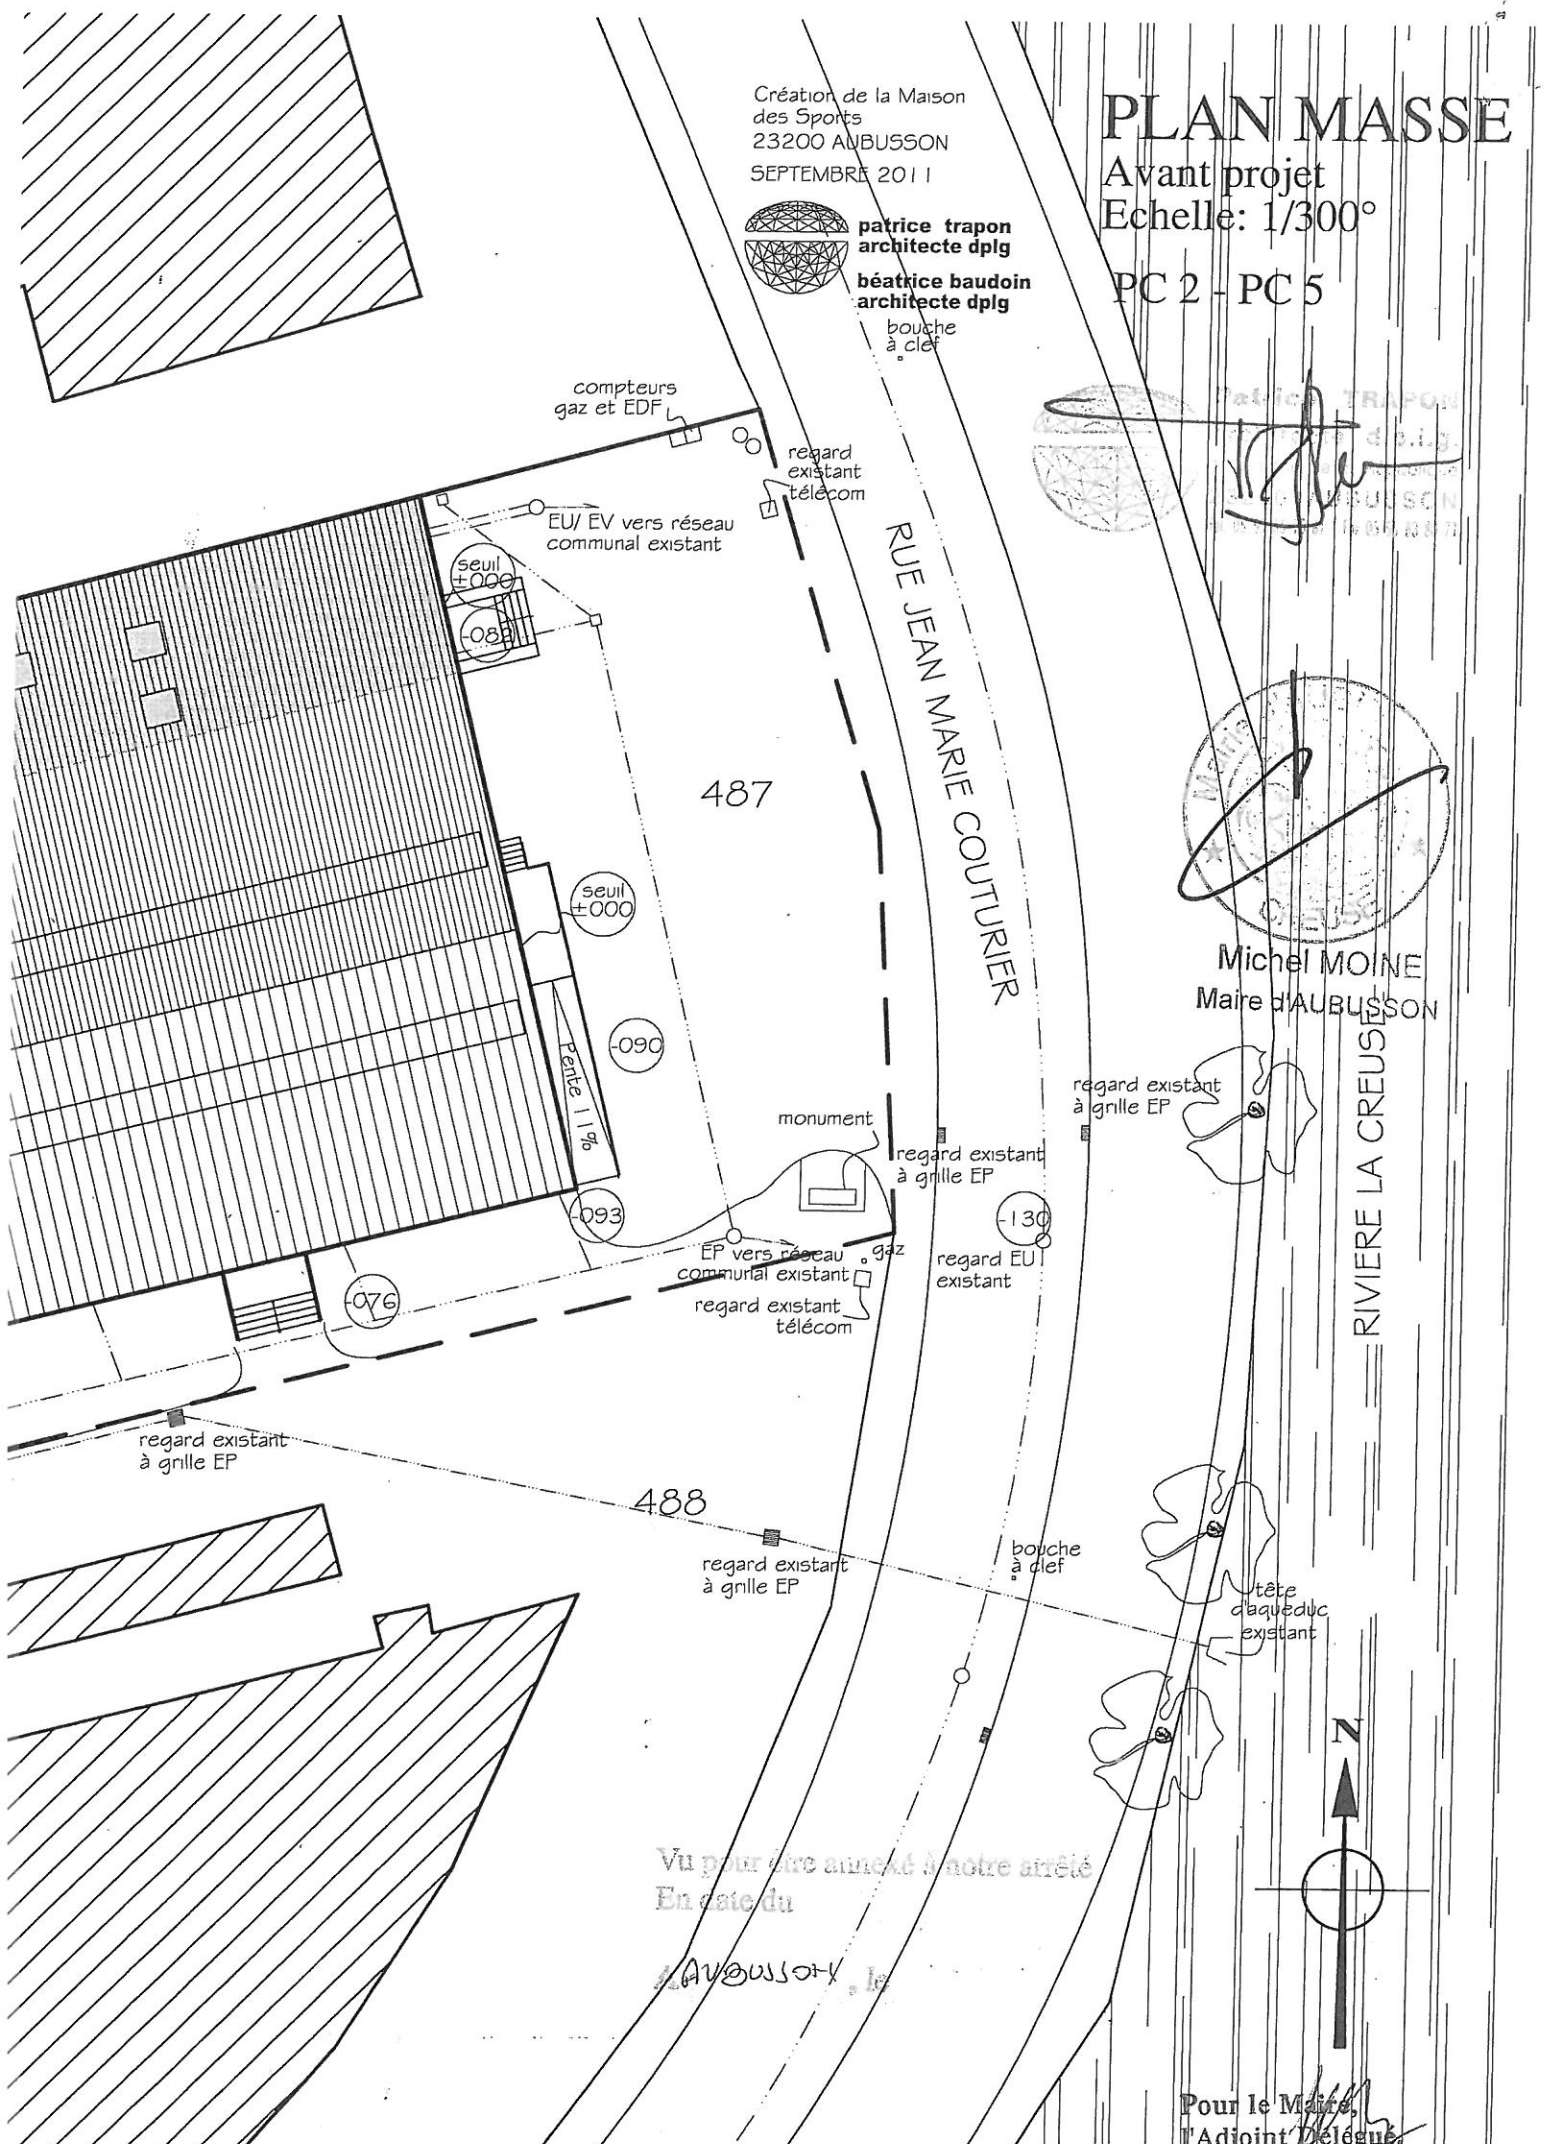 Création de la Maison
des Sports
23200 AUBUSSON
SEPTEMBRE 2011
patrice trapon
architecte dplg
béatrice baudoin
architecte dplg
PLAN MASSE
Avant projet
Echelle: 1/300°
PC 2 - PC 5
bouche
à clef
compteurs
gaz et EDF
regard
existant
télécom
Patrice TRAPON
AUBUSSON
EU/ EV vers réseau
communal existant
seuil
±000
-082
RUE JEAN MARIE COUTURIER
487
seuil
±000
Mairie
CREUSE
Michel MOINE
Maire d'AUBUSSON
-090
Pente 11%
RIVIERE LA CREUSE
regard existant
à grille EP
monument
regard existant
à grille EP
-093
-130
EP vers réseau
communal existant
gaz
regard EU
existant
-076
regard existant
télécom
regard existant
à grille EP
488
regard existant
à grille EP
bouche
à clef
tête
d'aqueduc
existant
N
Vu pour être annexé à notre arrêté
En date du
A AUBUSSON, le
Pour le Maire,
l'Adjoint Délégué,